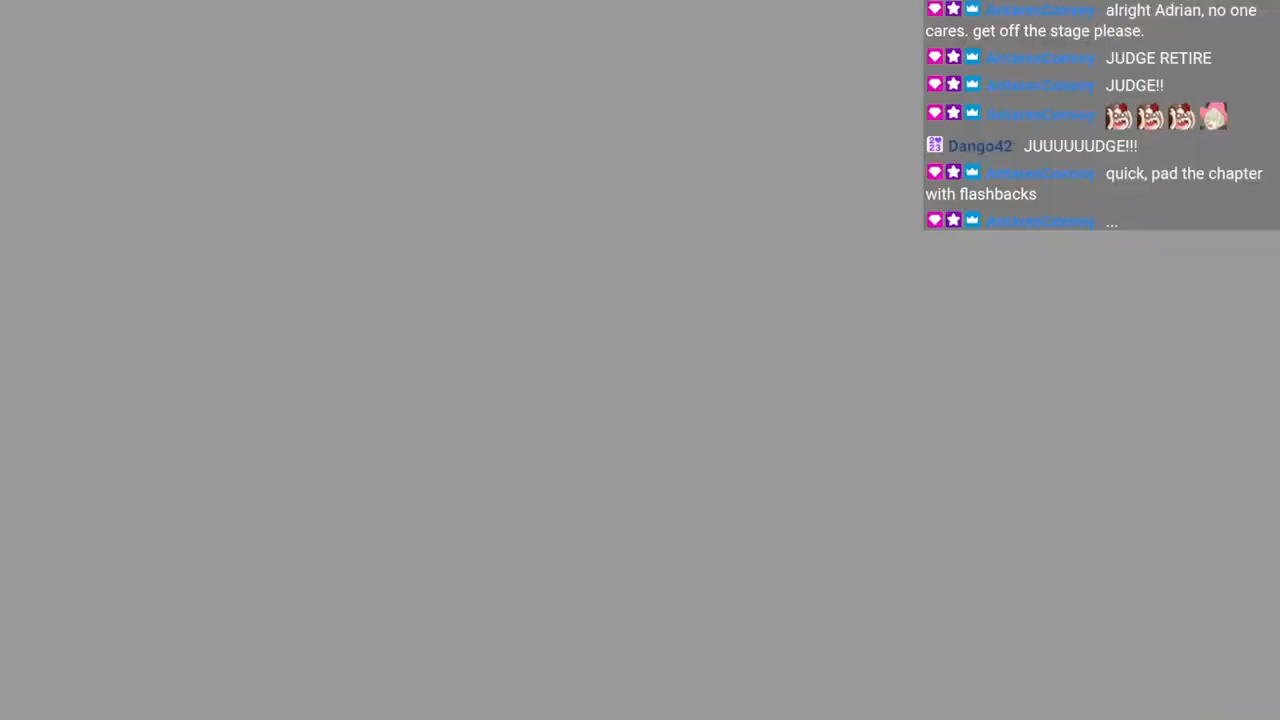 alright Adrian, no one
cares. get off the stage please.
JUDGE RETIRE
JUDGE!!
Dango42 JUUUUUUDGE!!!
quick, pad the chapter
with flashbacks
...